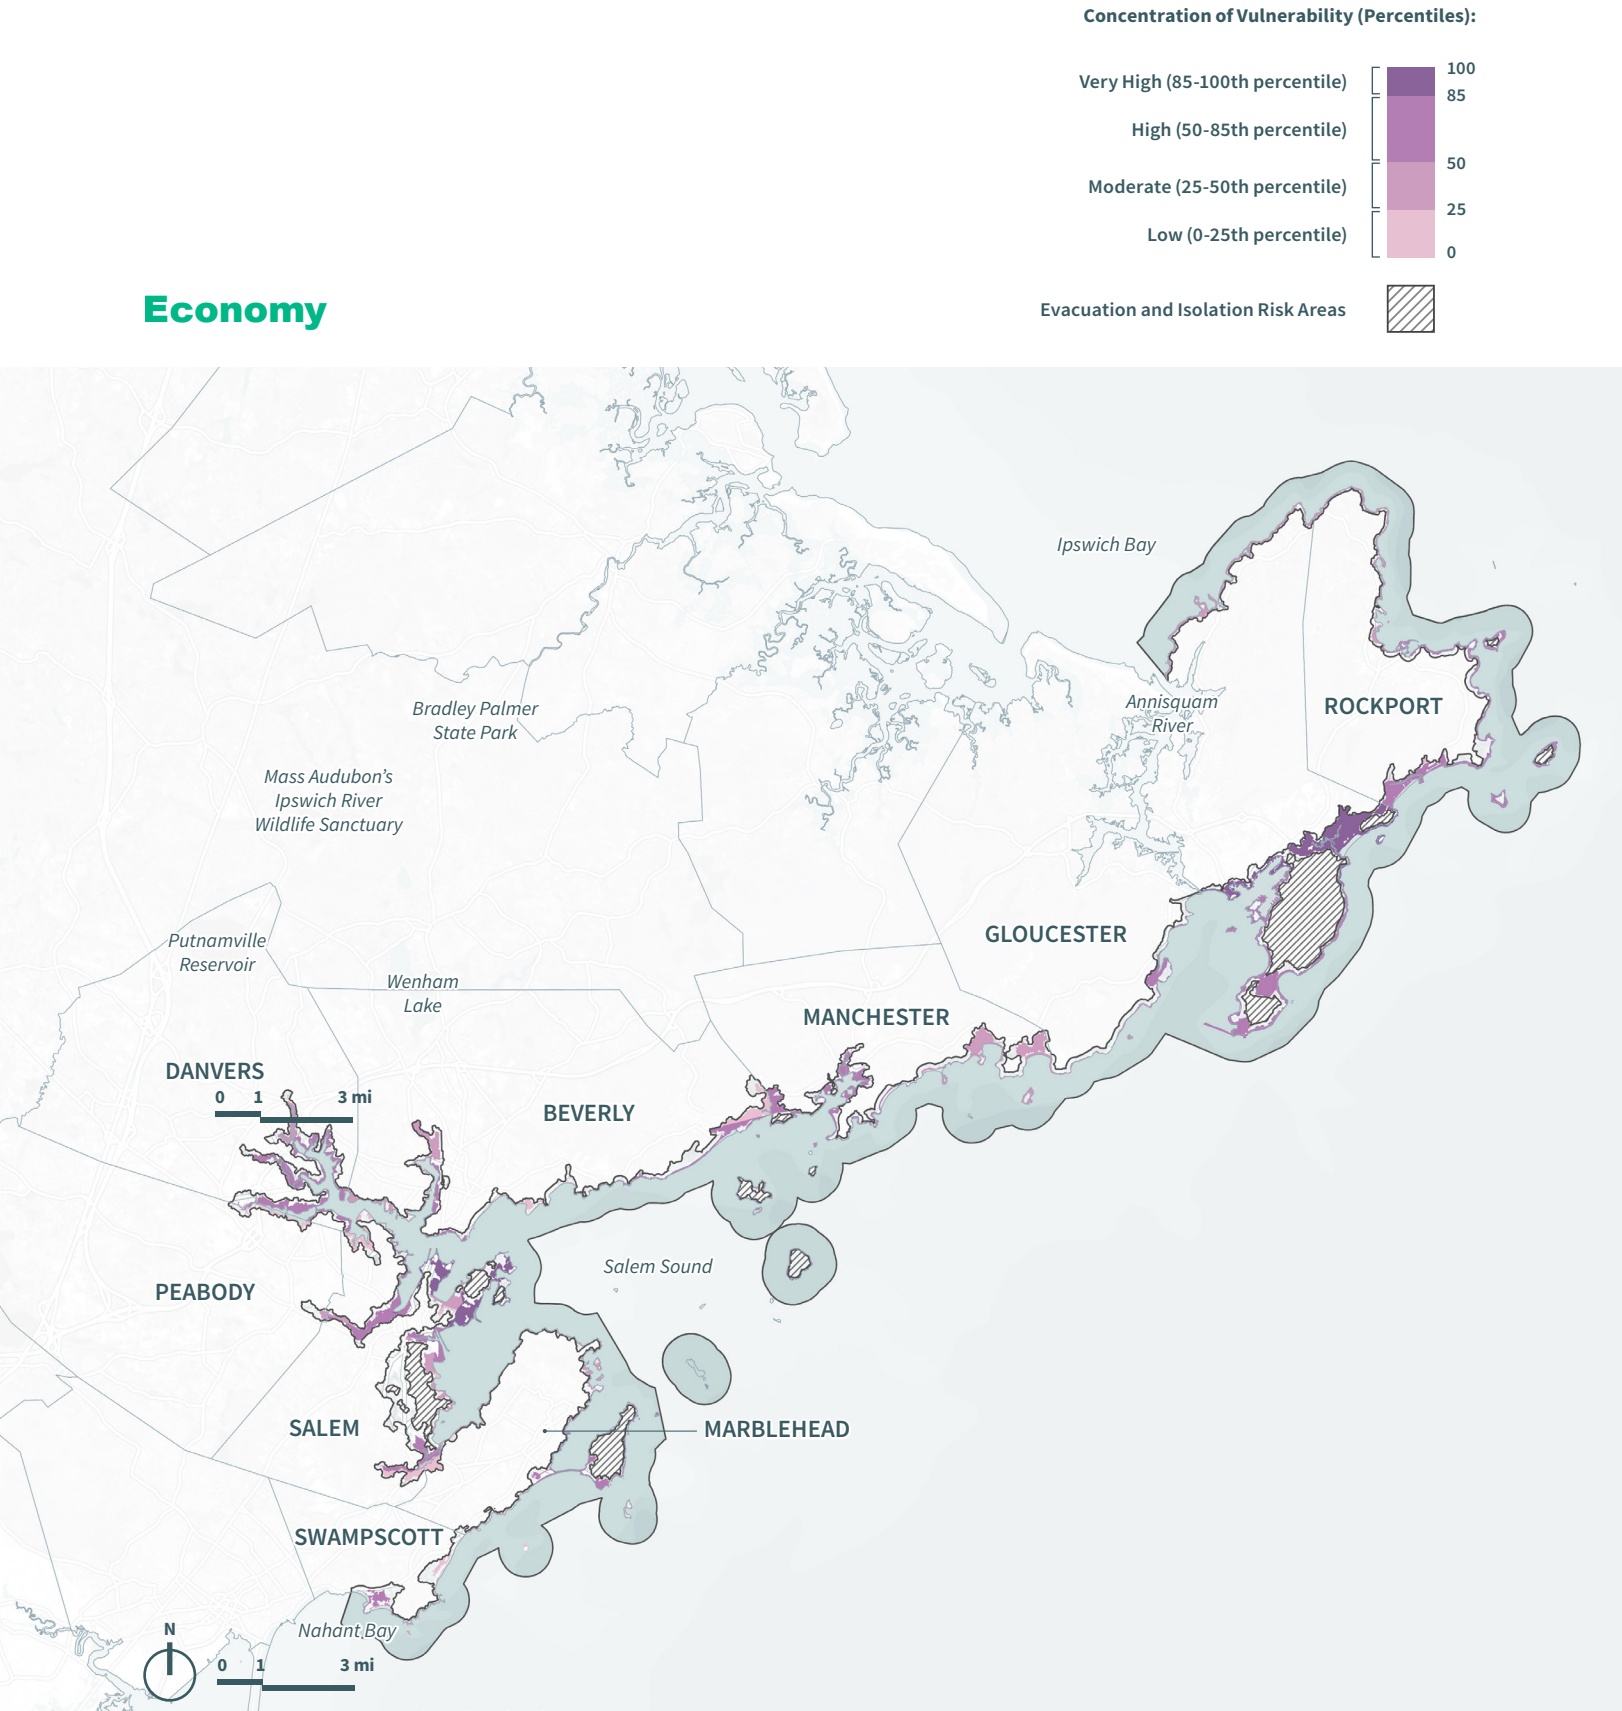 Concentration of Vulnerability (Percentiles):
100
Very High (85-100th percentile)
85
High (50-85th percentile)
50
Moderate (25-50th percentile)
25
Low (0-25th percentile)
0
Economy
Evacuation and Isolation Risk Areas
Ipswich Bay
Annisquam
River
ROCKPORT
Bradley Palmer
State Park
Mass Audubon’s
Ipswich River
Wildlife Sanctuary
GLOUCESTER
Putnamville
Reservoir
Wenham
Lake
MANCHESTER
DANVERS
0 1 3 mi
BEVERLY
Salem Sound
PEABODY
SALEM
MARBLEHEAD
SWAMPSCOTT
Nahant Bay
N
0 1 3 mi